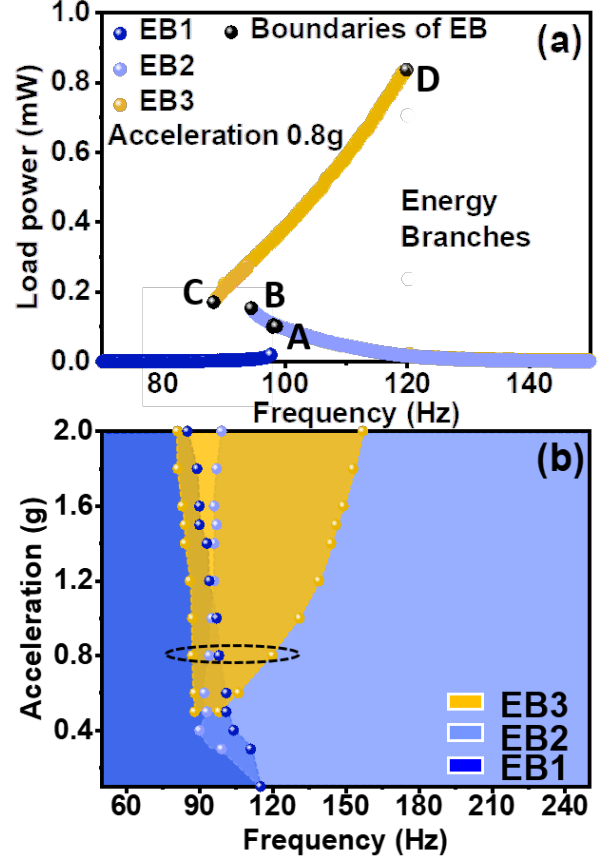 EB1
Boundaries of EB
(a)
EB2
EB3
Acceleration 0.8g
Load power (mW)
1.0
0.8
0.6
0.4
0.2
0.0
D
Energy
Branches
C
B
A
80
100
120
140
Frequency (Hz)
(b)
Acceleration (g)
2.0
1.6
1.2
0.8
0.4
EB3
EB2
EB1
60
90
120
150
180
210
240
Frequency (Hz)